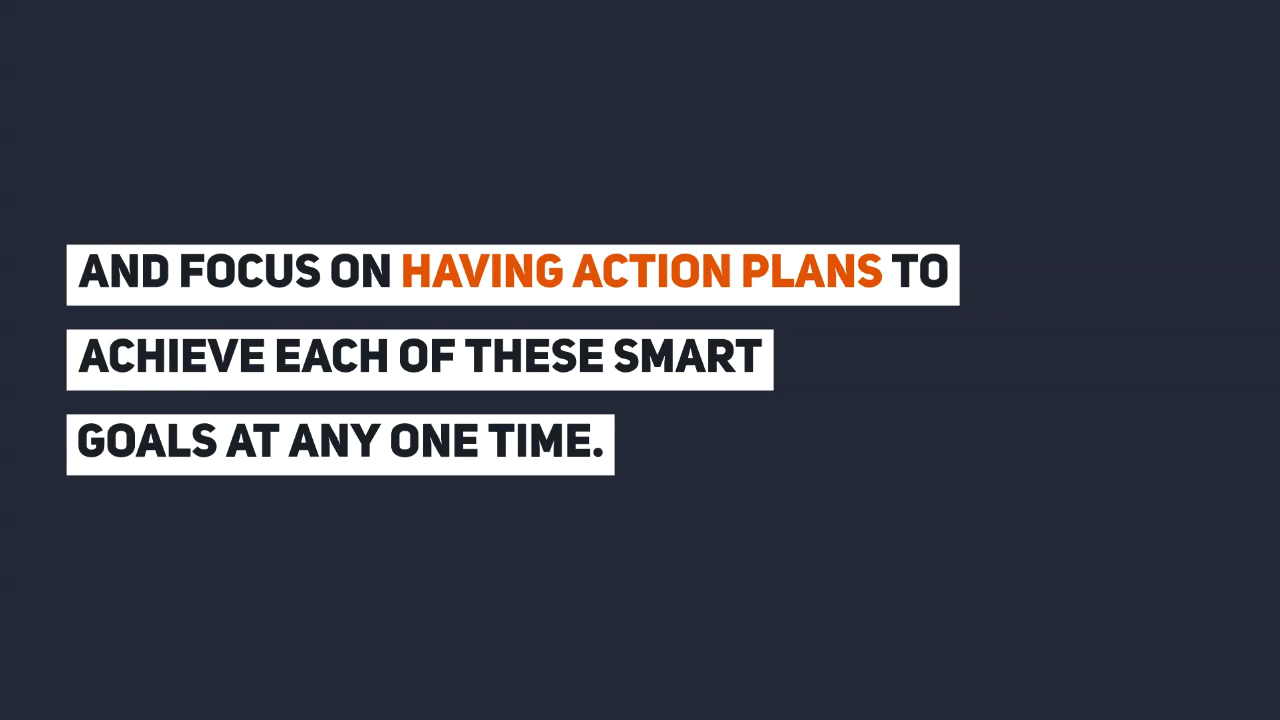 AND FOCUS ON HAVING ACTION PLANS TO
ACHIEVE EACH OF THESE SMART
GOALS AT ANY ONE TIME.